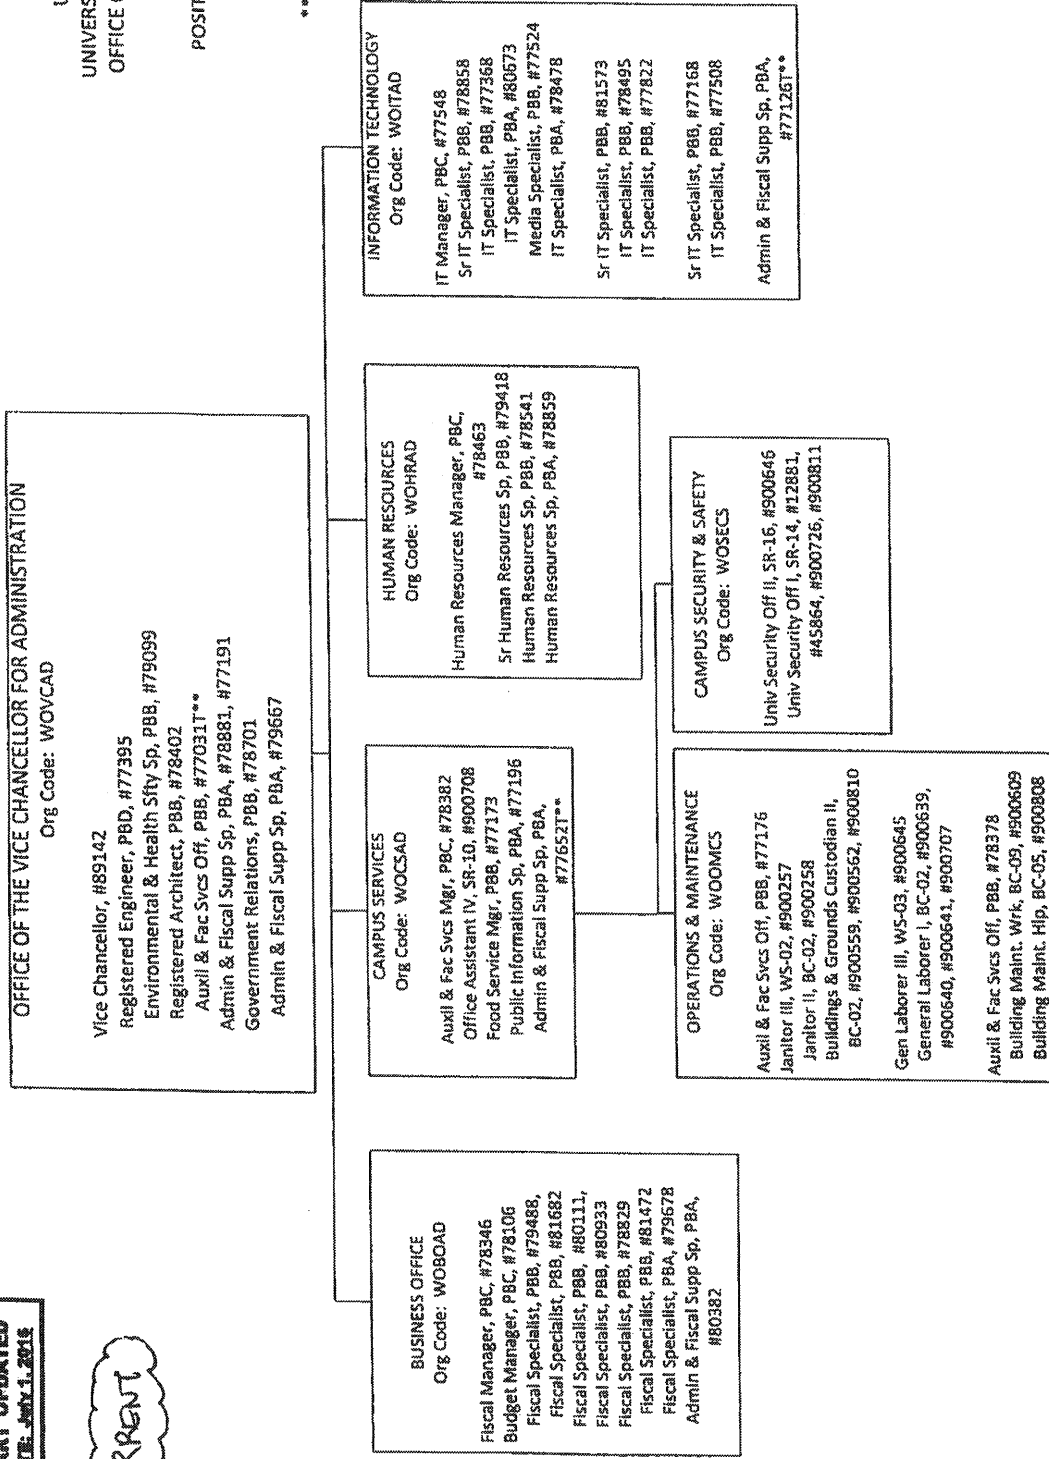 ART UPDATED
TE: July 1, 2016
RRENT
UNIVERS
OFFICE
POSIT
**
OFFICE OF THE VICE CHANCELLOR FOR ADMINISTRATION
Org Code: WOVCAD
Vice Chancellor, #89142
Registered Engineer, PBD, #77395
Environmental & Health Sfty Sp, PBB, #79099
Registered Architect, PBB, #78402
Auxil & Fac Svcs Off, PBB, #77031T**
Admin & Fiscal Supp Sp, PBA, #78881, #77191
Government Relations, PBB, #78701
Admin & Fiscal Supp Sp, PBA, #79667
BUSINESS OFFICE
Org Code: WOBOAD
Fiscal Manager, PBC, #78346
Budget Manager, PBC, #78106
Fiscal Specialist, PBB, #79488,
Fiscal Specialist, PBB, #81682
Fiscal Specialist, PBB, #80111,
Fiscal Specialist, PBB, #80933
Fiscal Specialist, PBB, #78829
Fiscal Specialist, PBB, #81472
Fiscal Specialist, PBA, #79678
Admin & Fiscal Supp Sp, PBA,
#80382
CAMPUS SERVICES
Org Code: WOCSAD
Auxil & Fac Svcs Mgr, PBC, #78382
Office Assistant IV, SR-10, #900708
Food Service Mgr, PBB, #77173
Public Information Sp, PBA, #77196
Admin & Fiscal Supp Sp, PBA,
#77652T**
HUMAN RESOURCES
Org Code: WOHRAD
Human Resources Manager, PBC,
#78463
Sr Human Resources Sp, PBB, #79418
Human Resources Sp, PBB, #78541
Human Resources Sp, PBA, #78859
INFORMATION TECHNOLOGY
Org Code: WOITAD
IT Manager, PBC, #77548
Sr IT Specialist, PBB, #78858
IT Specialist, PBB, #77368
IT Specialist, PBA, #80673
Media Specialist, PBB, #77524
IT Specialist, PBA, #78478
Sr IT Specialist, PBB, #81573
IT Specialist, PBB, #78495
IT Specialist, PBB, #77822
Sr IT Specialist, PBB, #77168
IT Specialist, PBB, #77508
Admin & Fiscal Supp Sp, PBA,
#77126T**
OPERATIONS & MAINTENANCE
Org Code: WOOMCS
Auxil & Fac Svcs Off, PBB, #77176
Janitor III, WS-02, #900257
Janitor II, BC-02, #900258
Buildings & Grounds Custodian II,
BC-02, #900559, #900562, #900810
Gen Laborer III, WS-03, #900645
General Laborer I, BC-02, #900639,
#900640, #900641, #900707
Auxil & Fac Svcs Off, PBB, #78378
Building Maint. Wrk, BC-09, #900609
Building Maint. Hlp, BC-05, #900808
CAMPUS SECURITY & SAFETY
Org Code: WOSECS
Univ Security Off II, SR-16, #900646
Univ Security Off I, SR-14, #12881,
#45864, #900726, #900811